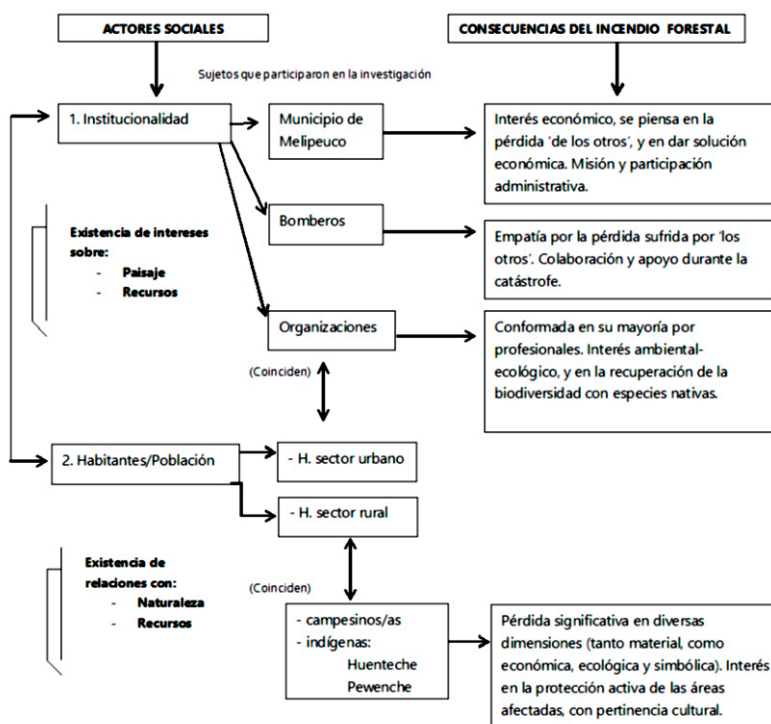 ACTORES SOCIALES
CONSECUENCIAS DEL INCENDIO FORESTAL
Sujetos que participaron en la investigación
1. Institucionalidad
Municipio de
Melipeuco
Interés económico, se piensa en la
pérdida ‘de los otros’, y en dar solución
económica. Misión y participación
administrativa.
Existencia de intereses
sobre:
- Paisaje
- Recursos
Bomberos
Empatía por la pérdida sufrida por ‘los
otros’. Colaboración y apoyo durante la
catástrofe.
Organizaciones
Conformada en su mayoría por
profesionales. Interés ambiental-
ecológico, y en la recuperación de la
biodiversidad con especies nativas.
(Coinciden)
2. Habitantes/Población
- H. sector urbano
- H. sector rural
Existencia de
relaciones con:
- Naturaleza
- Recursos
(Coinciden)
- campesinos/as
- indígenas:
Huenteche
Pewenche
Pérdida significativa en diversas
dimensiones (tanto material, como
económica, ecológica y simbólica). Interés
en la protección activa de las áreas
afectadas, con pertinencia cultural.